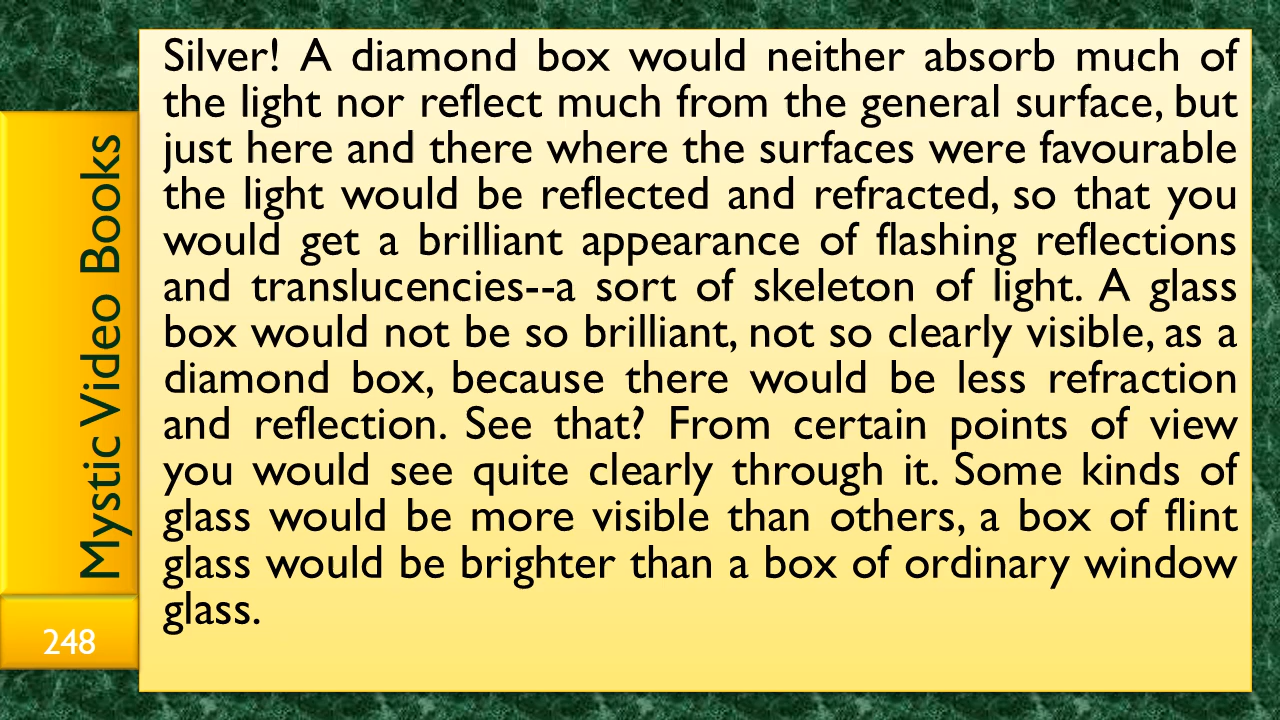 Silver! A diamond box would neither absorb much of
the light nor reflect much from the general surface, but
just here and there where the surfaces were favourable
the light would be reflected and refracted, so that you
would get a brilliant appearance of flashing reflections
and translucencies--a sort of skeleton of light. A glass
box would not be so brilliant, not so clearly visible, as a
diamond box, because there would be less refraction
and reflection. See that? From certain points of view
you would see quite clearly through it. Some kinds of
glass would be more visible than others, a box of flint
glass would be brighter than a box of ordinary window
glass.
Mystic Video Books
248